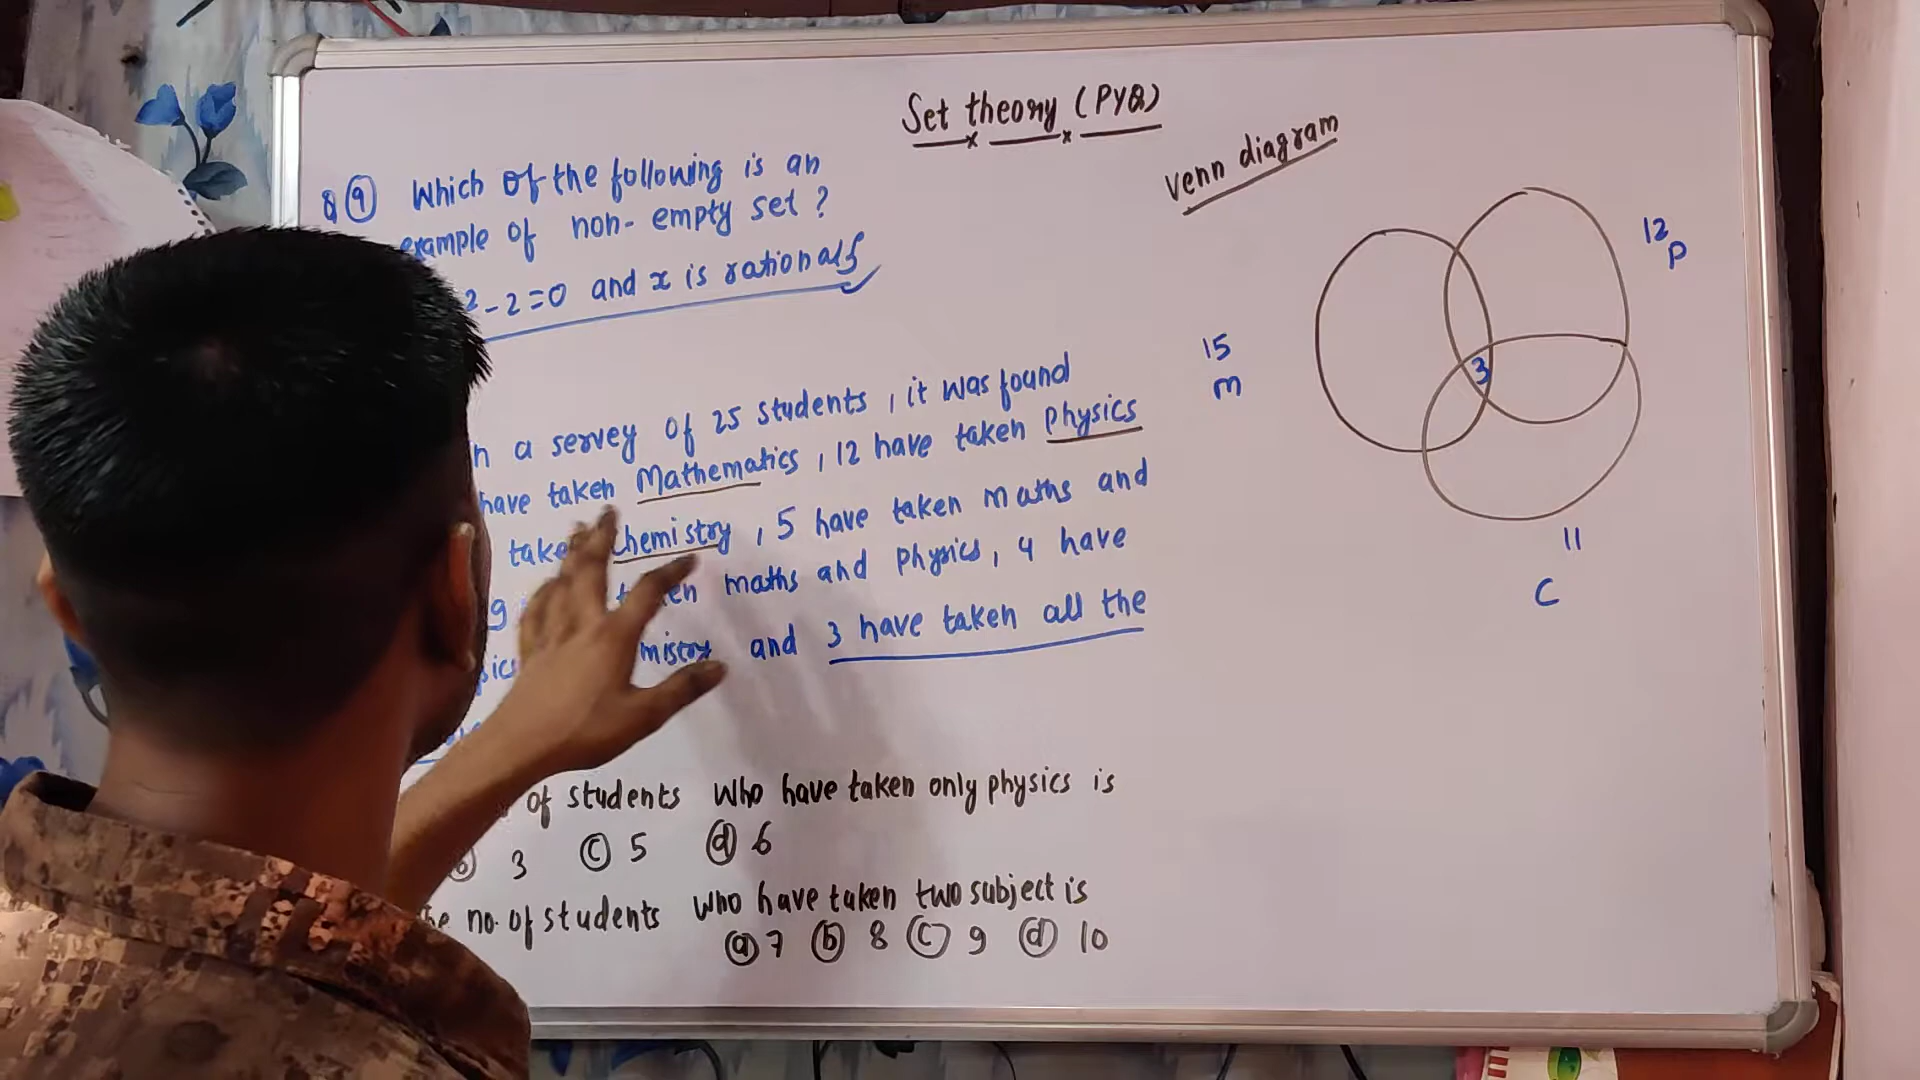 Set theory (PYQ)
Q 9 Which of the following is an
example of non-empty set ?
2 - 2 = 0 and x is rational}
n a servey of 25 students, it was found
have taken Mathematics, 12 have taken Physics
taken Chemistry, 5 have taken maths and
9 maths and physics, 4 have
and 3 have taken all the
of students who have taken only physics is
3 (c) 5 (d) 6
no. of students who have taken two subject is
(a) 7 (b) 8 (c) 9 (d) 10
Venn diagram
12
P
15
m
3
11
C